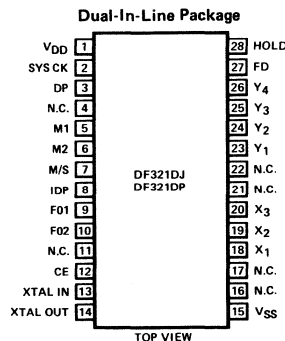 Dual-In-Line Package
VDD 1 28 HOLD
SYS CK 2 27 FD
DP 3 26 Y4
N.C. 4 25 Y3
M1 5 24 Y2
M2 6 23 Y1
M/S 7 22 N.C.
IDP 8 21 N.C.
F01 9 20 X3
F02 10 19 X2
N.C. 11 18 X1
CE 12 17 N.C.
XTAL IN 13 16 N.C.
XTAL OUT 14 15 VSS
DF321DJ
DF321DP
TOP VIEW